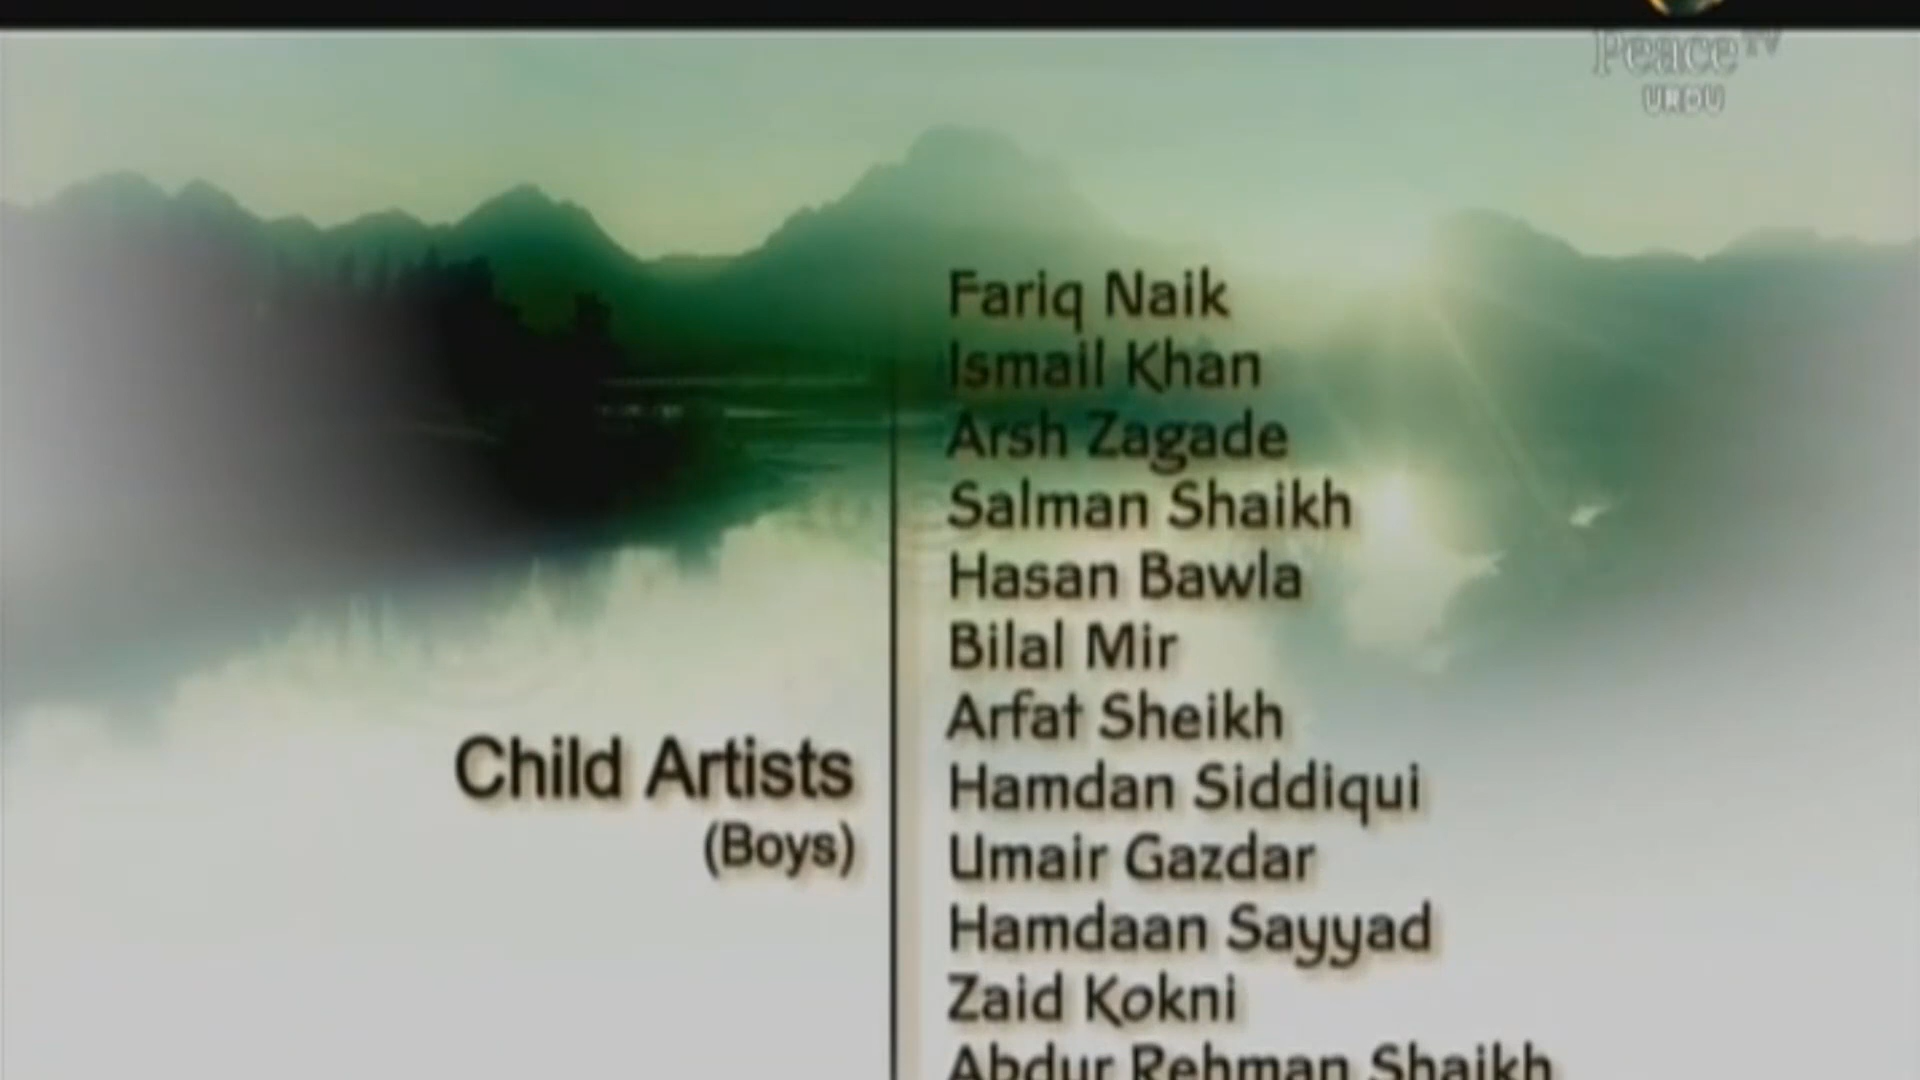 Peace TV
URDU
Fariq Naik
Ismail Khan
Arsh Zagade
Salman Shaikh
Hasan Bawla
Bilal Mir
Arfat Sheikh
Child Artists
(Boys)
Hamdan Siddiqui
Umair Gazdar
Hamdaan Sayyad
Zaid Kokni
Abdur Rehman Shaikh